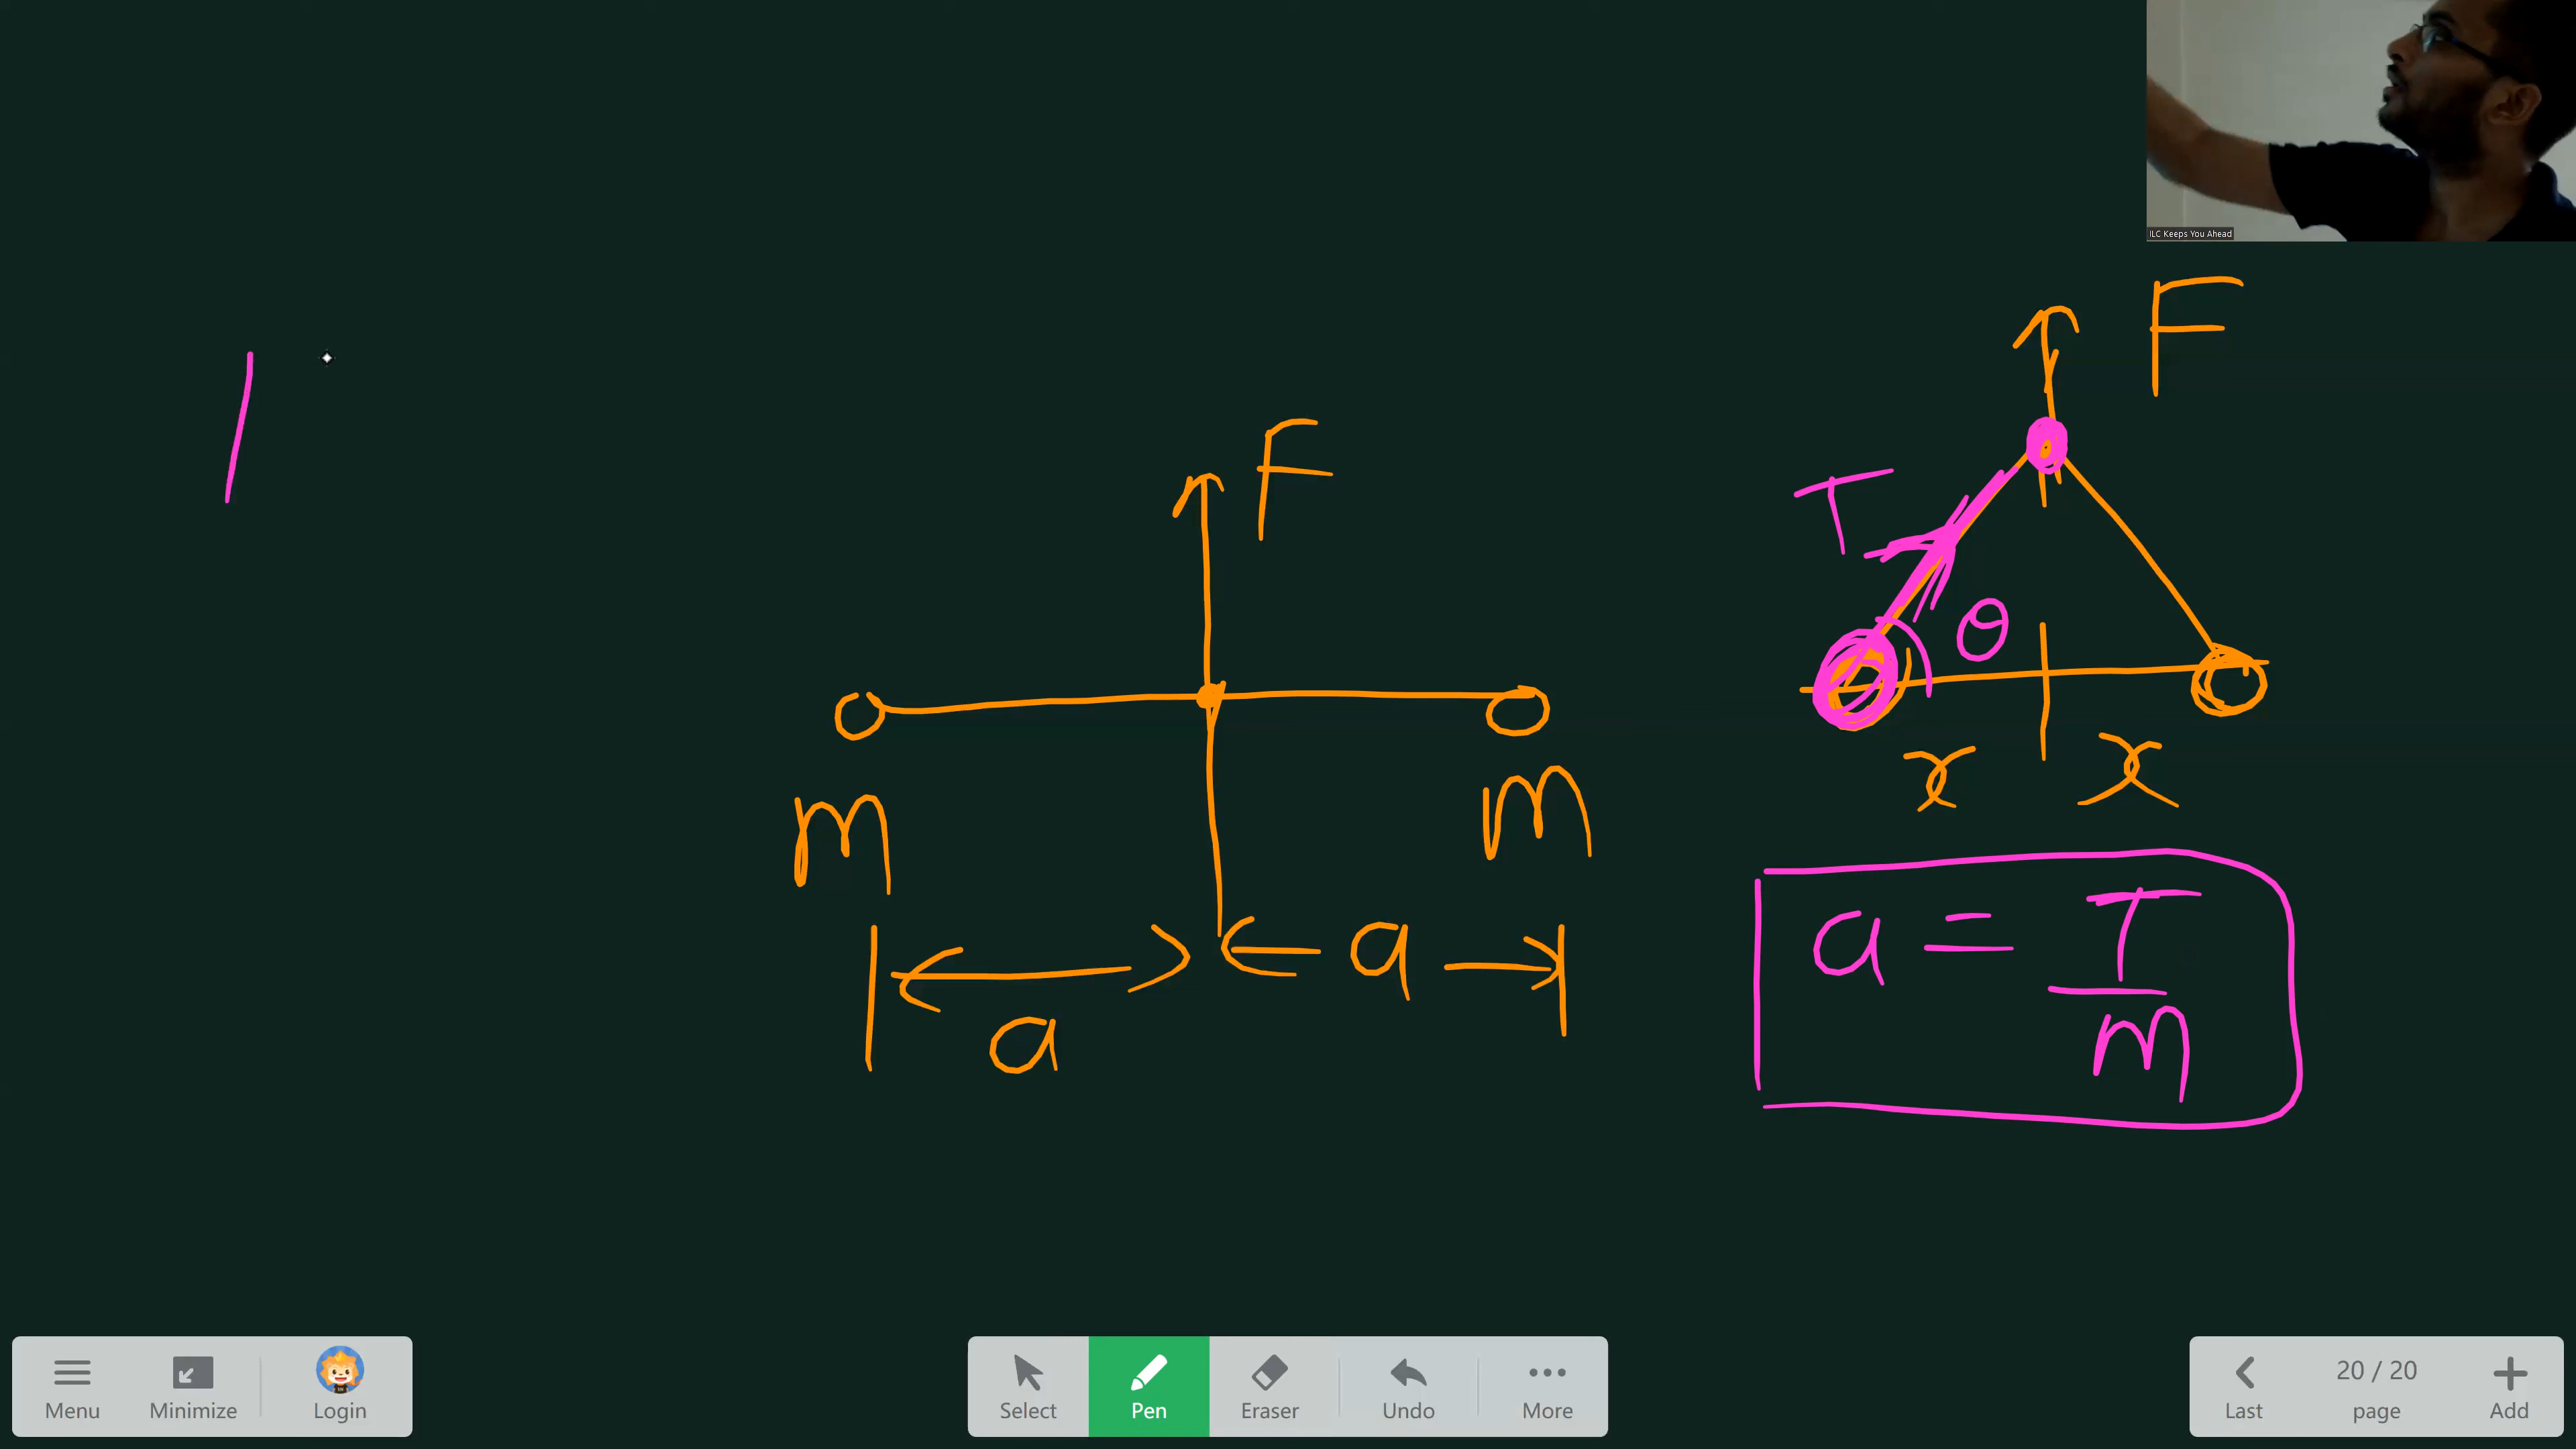 ILC Keeps You Ahead
F
F
T
θ
m
m
x
x
a
a
a = T/m
Menu
Minimize
Login
Select
Pen
Eraser
Undo
More
Last
20 / 20
page
Add